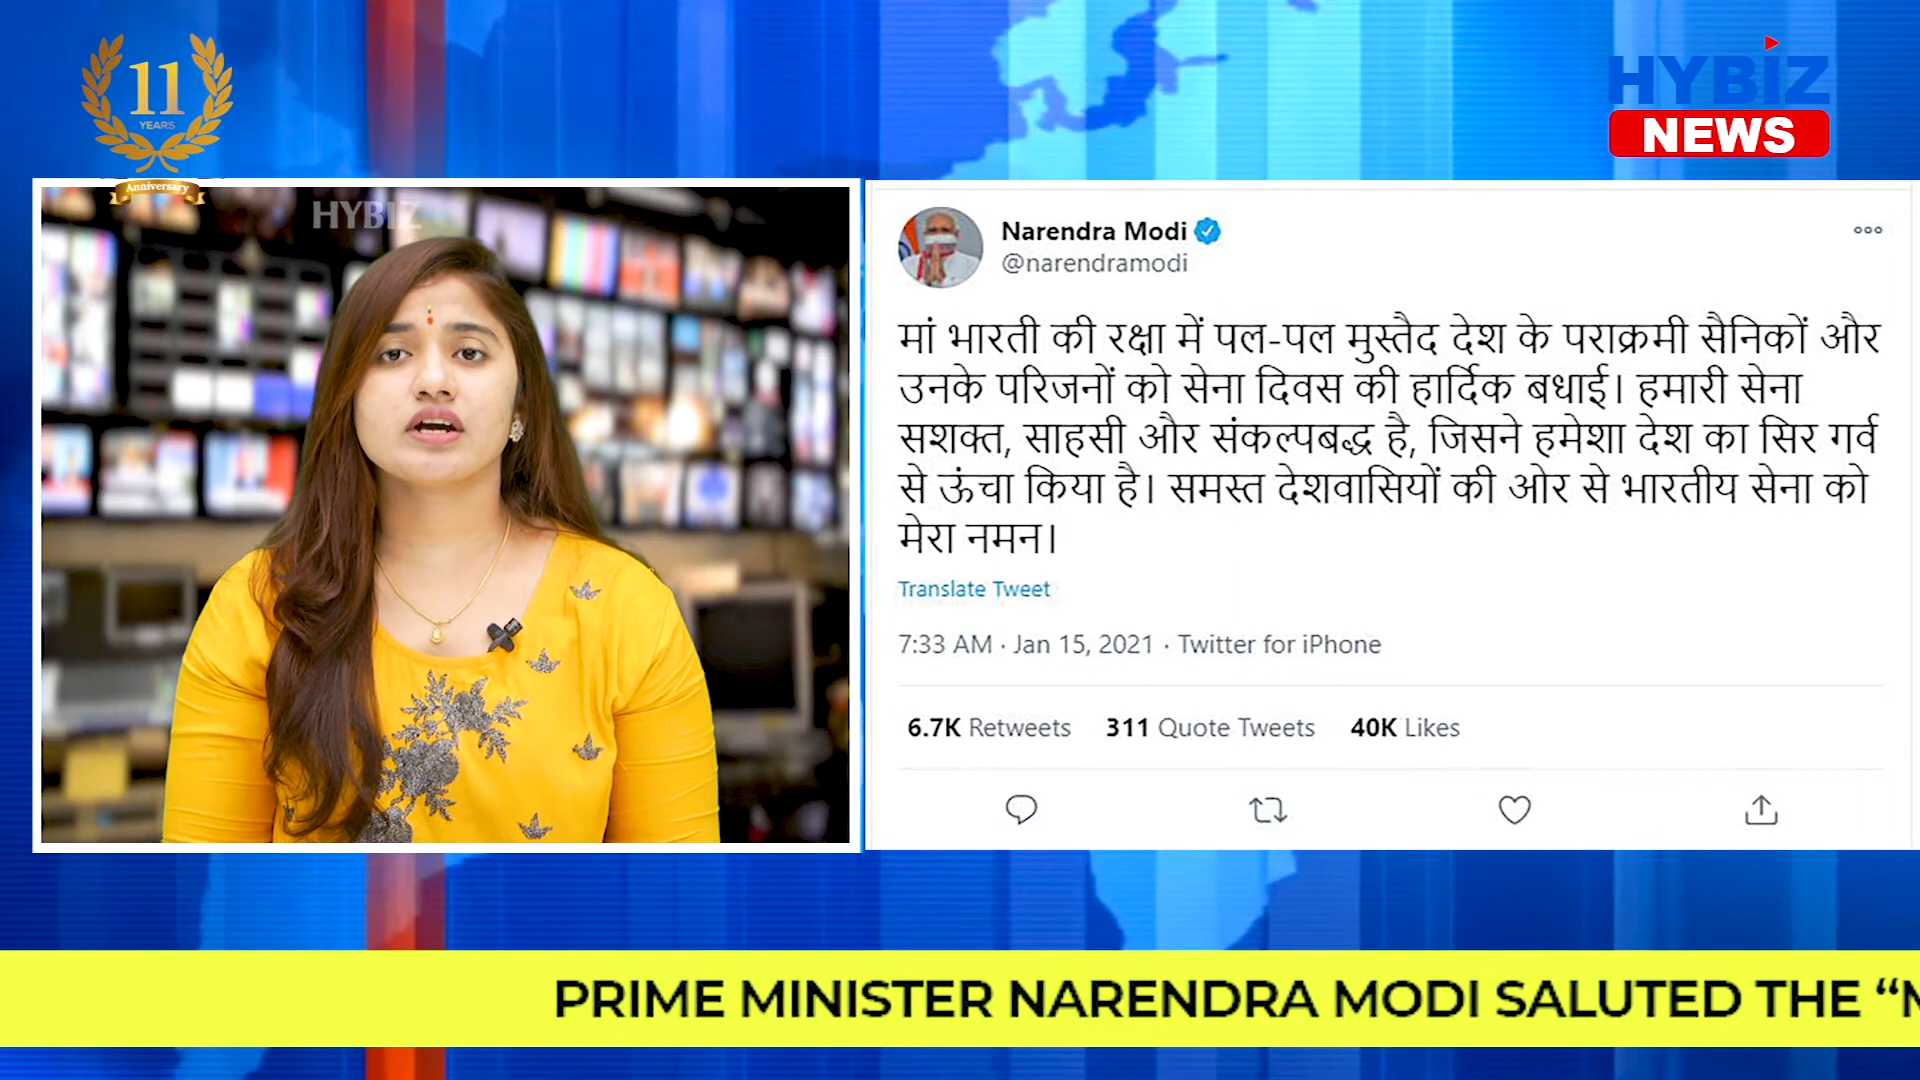 11
YEARS
Anniversary
HYBIZ
NEWS
HYBIZ
Narendra Modi
@narendramodi
मां भारती की रक्षा में पल-पल मुस्तैद देश के पराक्रमी सैनिकों और
उनके परिजनों को सेना दिवस की हार्दिक बधाई। हमारी सेना
सशक्त, साहसी और संकल्पबद्ध है, जिसने हमेशा देश का सिर गर्व
से ऊंचा किया है। समस्त देशवासियों की ओर से भारतीय सेना को
मेरा नमन।
Translate Tweet
7:33 AM · Jan 15, 2021 · Twitter for iPhone
6.7K Retweets 311 Quote Tweets 40K Likes
PRIME MINISTER NARENDRA MODI SALUTED THE “